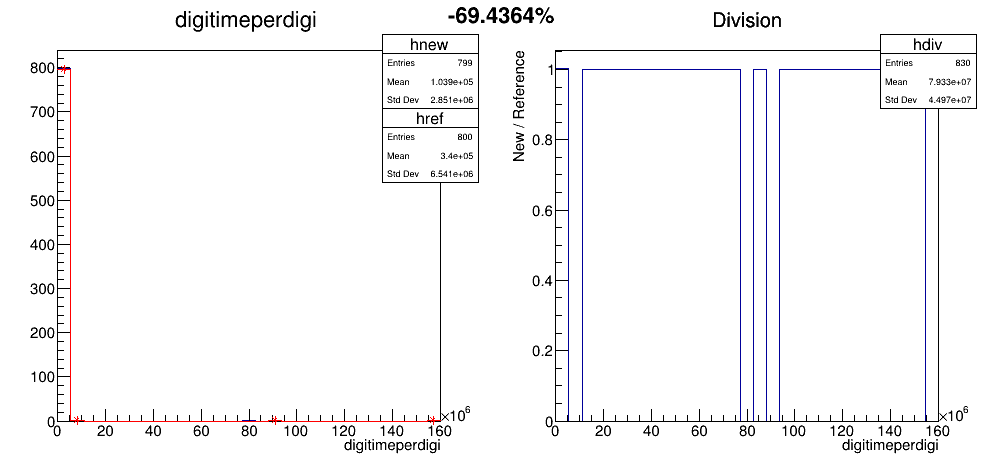 digitimeperdigi
-69.4364%
Division
hnew
Entries 799
Mean 1.039e+05
Std Dev 2.851e+06
href
Entries 800
Mean 3.4e+05
Std Dev 6.541e+06
800
700
600
500
400
300
200
100
0
0 20 40 60 80 100 120 140 160
×10⁶
digitimeperdigi
hdiv
Entries 830
Mean 7.933e+07
Std Dev 4.497e+07
New / Reference
1
0.8
0.6
0.4
0.2
0
0 20 40 60 80 100 120 140 160
×10⁶
digitimeperdigi